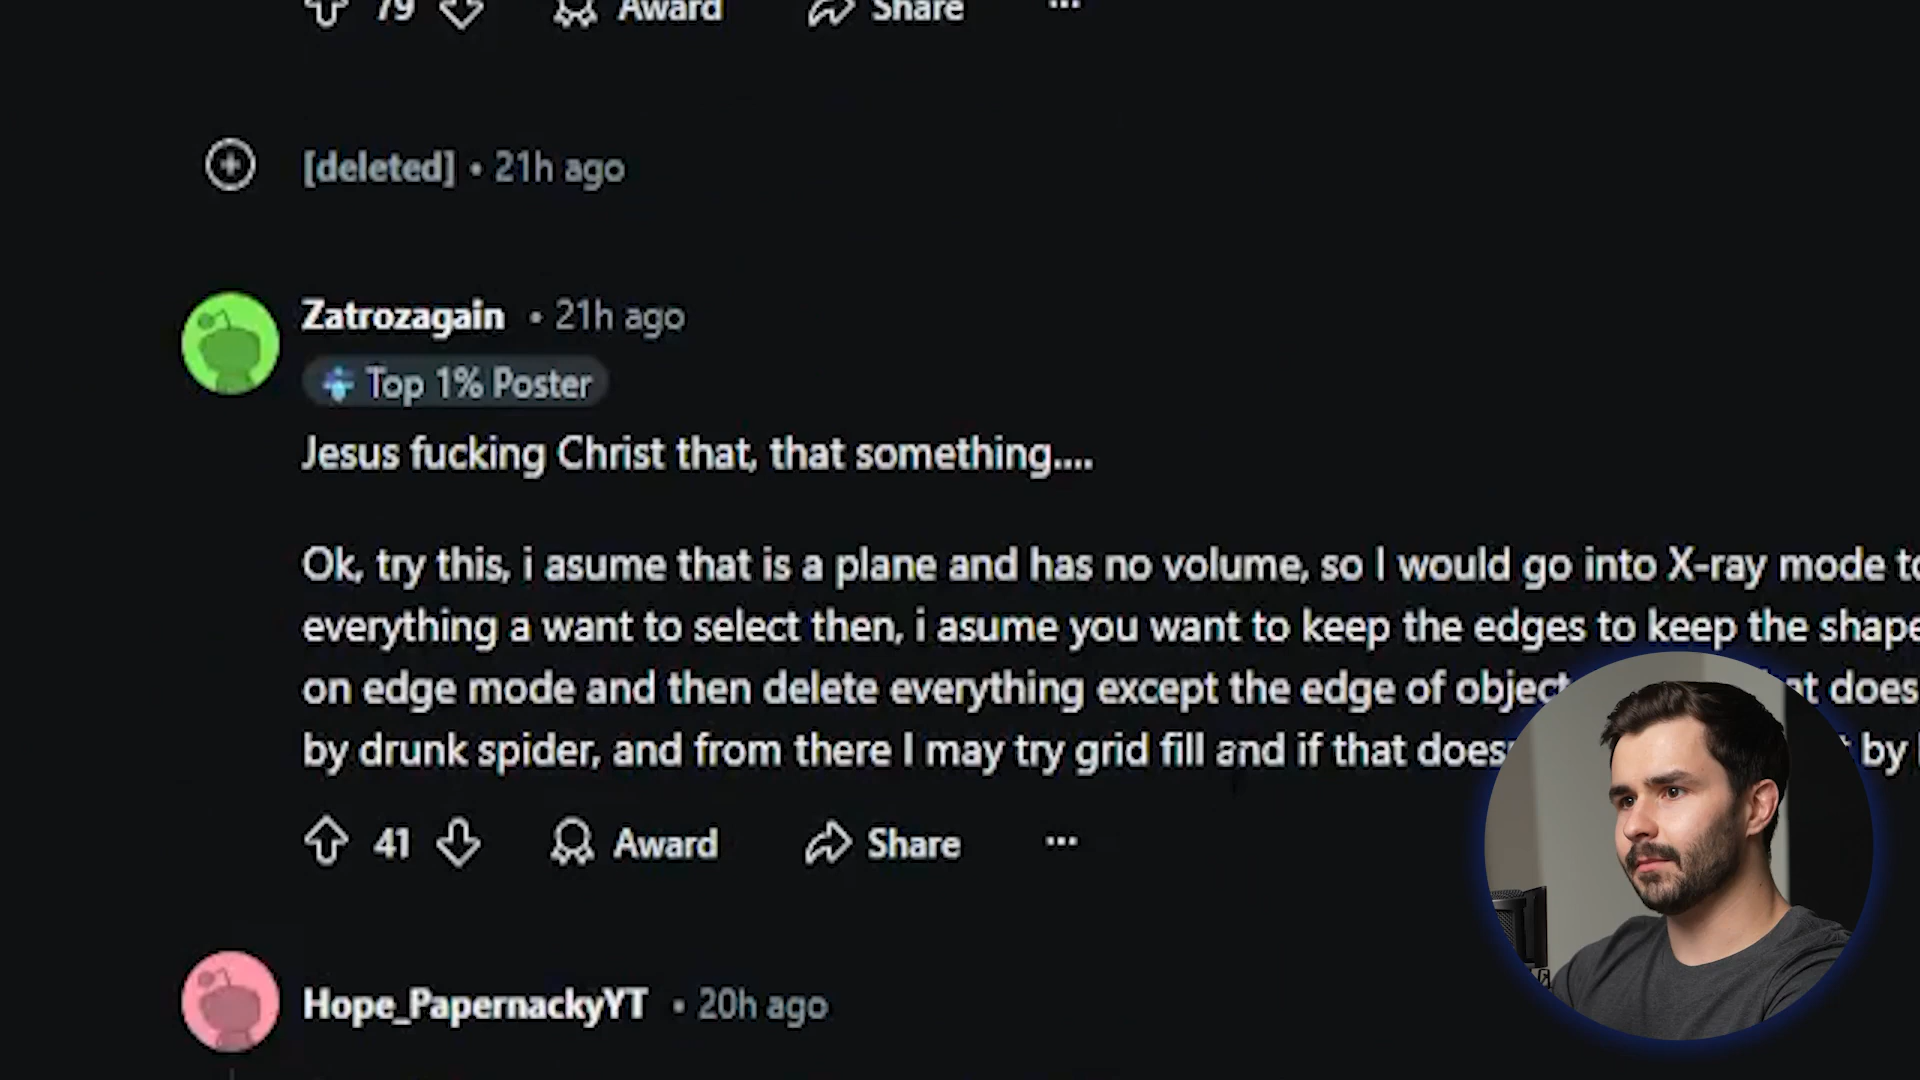 79 Award Share ...
[deleted] • 21h ago
Zatrozagain • 21h ago
Top 1% Poster
Jesus fucking Christ that, that something....
Ok, try this, i asume that is a plane and has no volume, so I would go into X-ray mode to
everything a want to select then, i asume you want to keep the edges to keep the shape
on edge mode and then delete everything except the edge of object does
by drunk spider, and from there I may try grid fill and if that by
41 Award Share ...
Hope_PapernackyYT • 20h ago